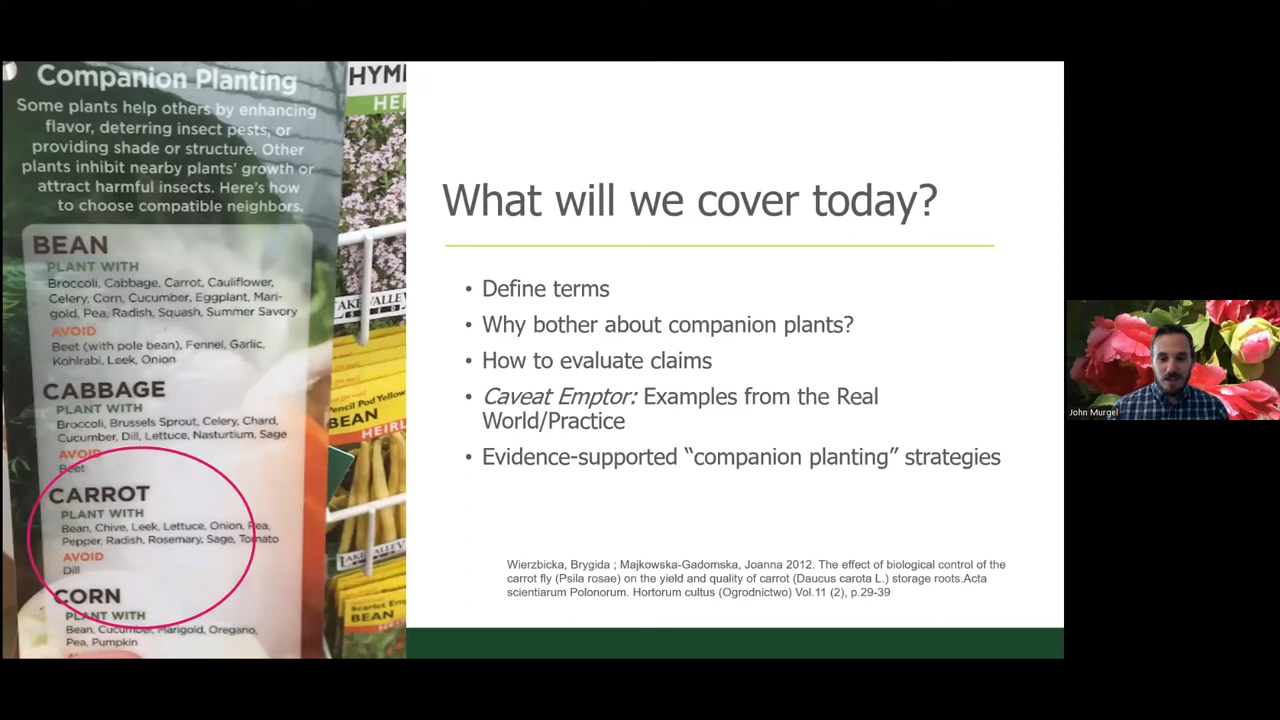 Companion Planting
Some plants help others by enhancing
flavor, deterring insect pests, or
providing shade or structure. Other
plants inhibit nearby plants' growth or
attract harmful insects. Here's how
to choose compatible neighbors.
BEAN
PLANT WITH
Broccoli, Cabbage, Carrot, Cauliflower,
Celery, Corn, Cucumber, Eggplant, Mari-
gold, Pea, Radish, Squash, Summer Savory
AVOID
Beet (with pole bean), Fennel, Garlic,
Kohlrabi, Leek, Onion
CABBAGE
PLANT WITH
Broccoli, Brussels Sprout, Celery, Chard,
Cucumber, Dill, Lettuce, Nasturtium, Sage
AVOID
Beet
CARROT
PLANT WITH
Bean, Chive, Leek, Lettuce, Onion, Pea,
Pepper, Radish, Rosemary, Sage, Tomato
AVOID
Dill
CORN
PLANT WITH
Bean, Cucumber, Marigold, Oregano,
Pea, Pumpkin
Pencil Pod Yellow
BEAN
HEIRL
BEAN
What will we cover today?
• Define terms
• Why bother about companion plants?
• How to evaluate claims
• Caveat Emptor: Examples from the Real
World/Practice
• Evidence-supported “companion planting” strategies
Wierzbicka, Brygida ; Majkowska-Gadomska, Joanna 2012. The effect of biological control of the
carrot fly (Psila rosae) on the yield and quality of carrot (Daucus carota L.) storage roots.Acta
scientiarum Polonorum. Hortorum cultus (Ogrodnictwo) Vol.11 (2), p.29-39
John Murgel